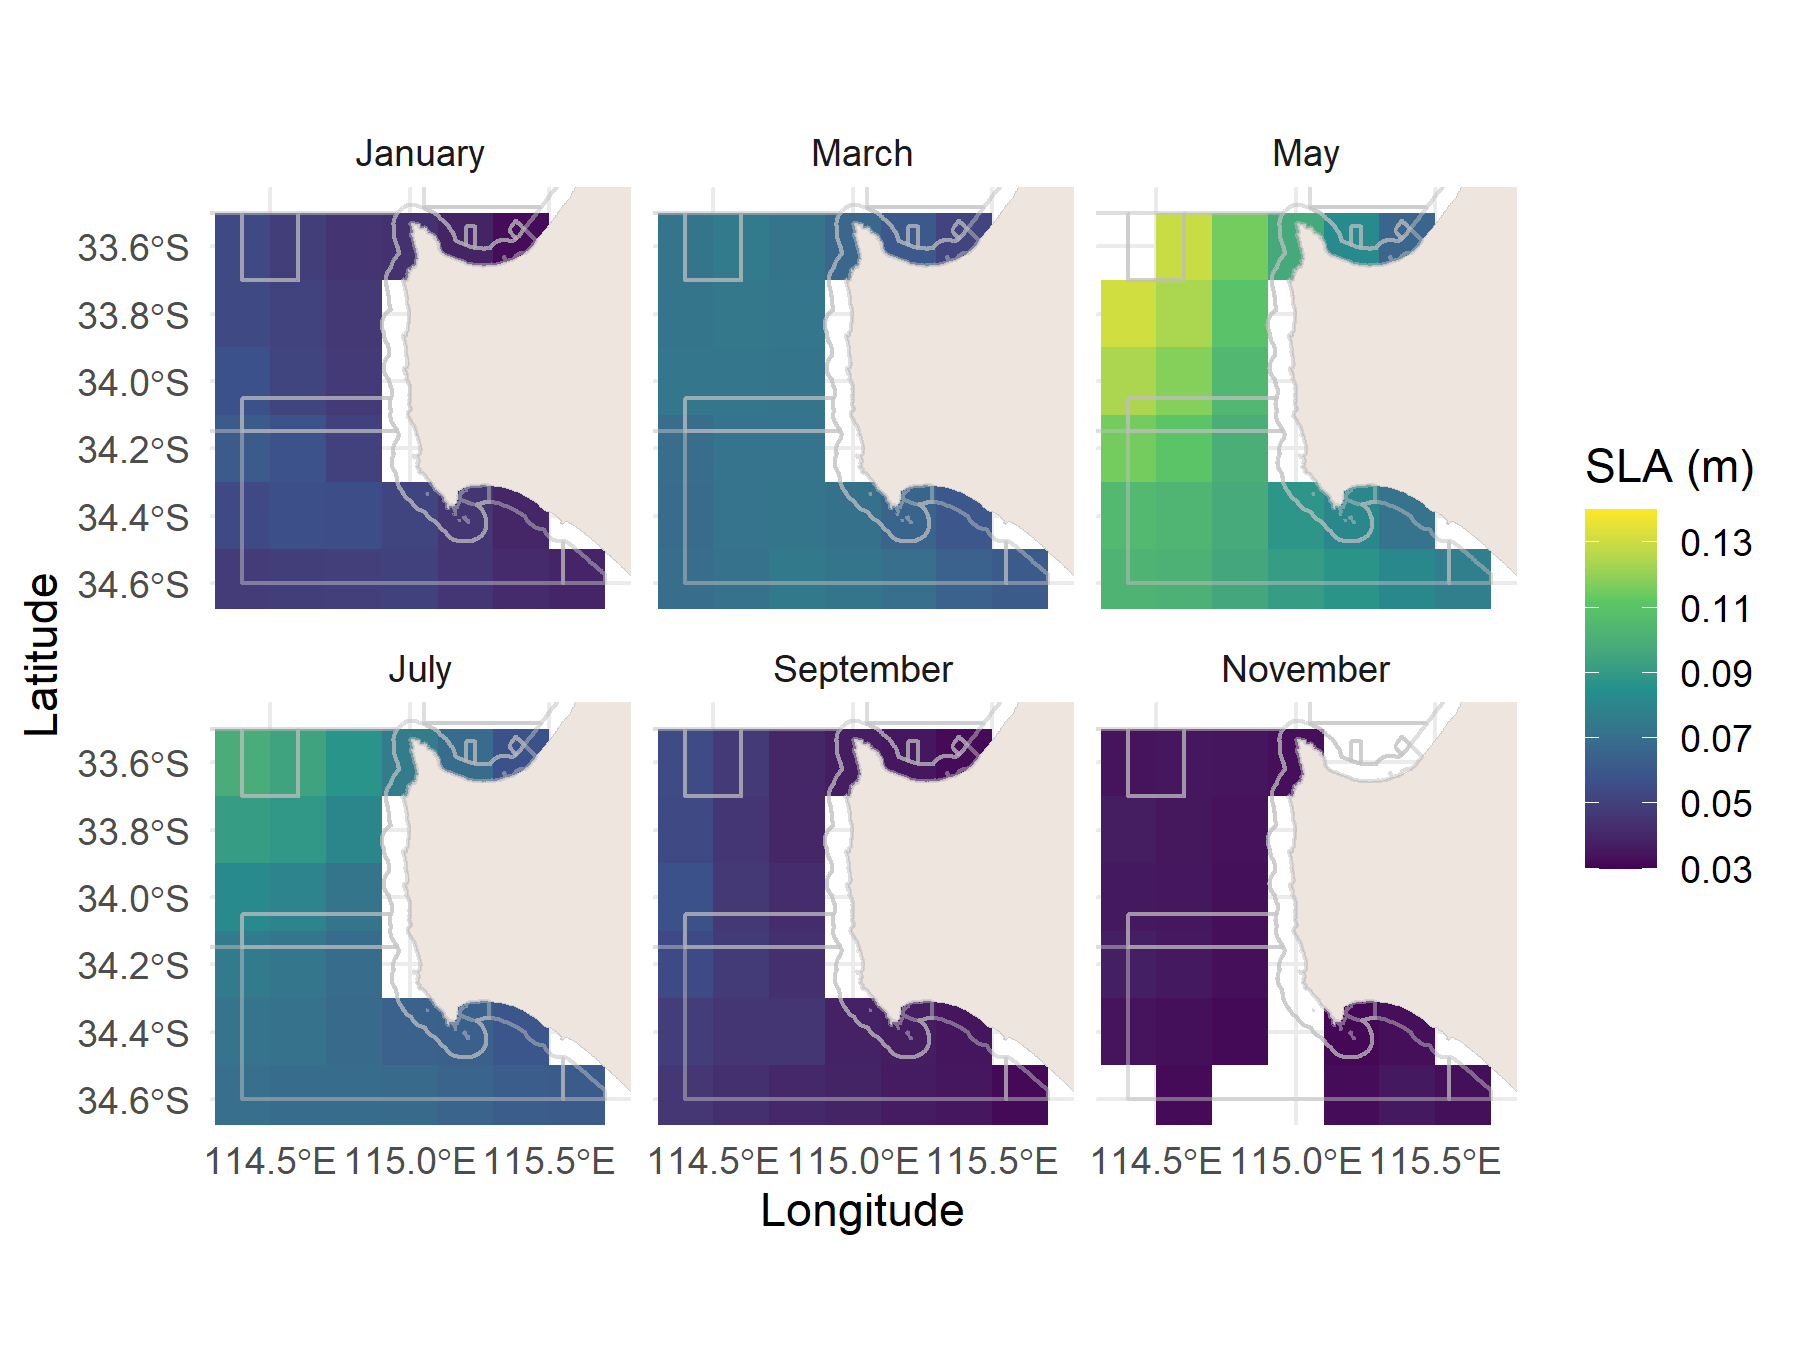 January March May
33.6°S
33.8°S
34.0°S
34.2°S
34.4°S
34.6°S
July September November
33.6°S
33.8°S
34.0°S
34.2°S
34.4°S
34.6°S
114.5°E 115.0°E 115.5°E 114.5°E 115.0°E 115.5°E 114.5°E 115.0°E 115.5°E
Longitude
Latitude
SLA (m)
0.13
0.11
0.09
0.07
0.05
0.03